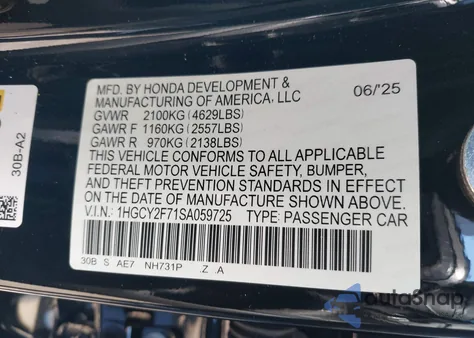 MFD. BY HONDA DEVELOPMENT &
MANUFACTURING OF AMERICA, LLC 06/'25
GVWR 2100KG (4629LBS)
GAWR F 1160KG (2557LBS)
GAWR R 970KG (2138LBS)
THIS VEHICLE CONFORMS TO ALL APPLICABLE
FEDERAL MOTOR VEHICLE SAFETY, BUMPER,
AND THEFT PREVENTION STANDARDS IN EFFECT
ON THE DATE OF MANUFACTURE SHOWN ABOVE.
V.I.N.: 1HGCY2F71SA059725 TYPE: PASSENGER CAR
30B S AE7 NH731P .Z .A
30B-A2
AutoSnap